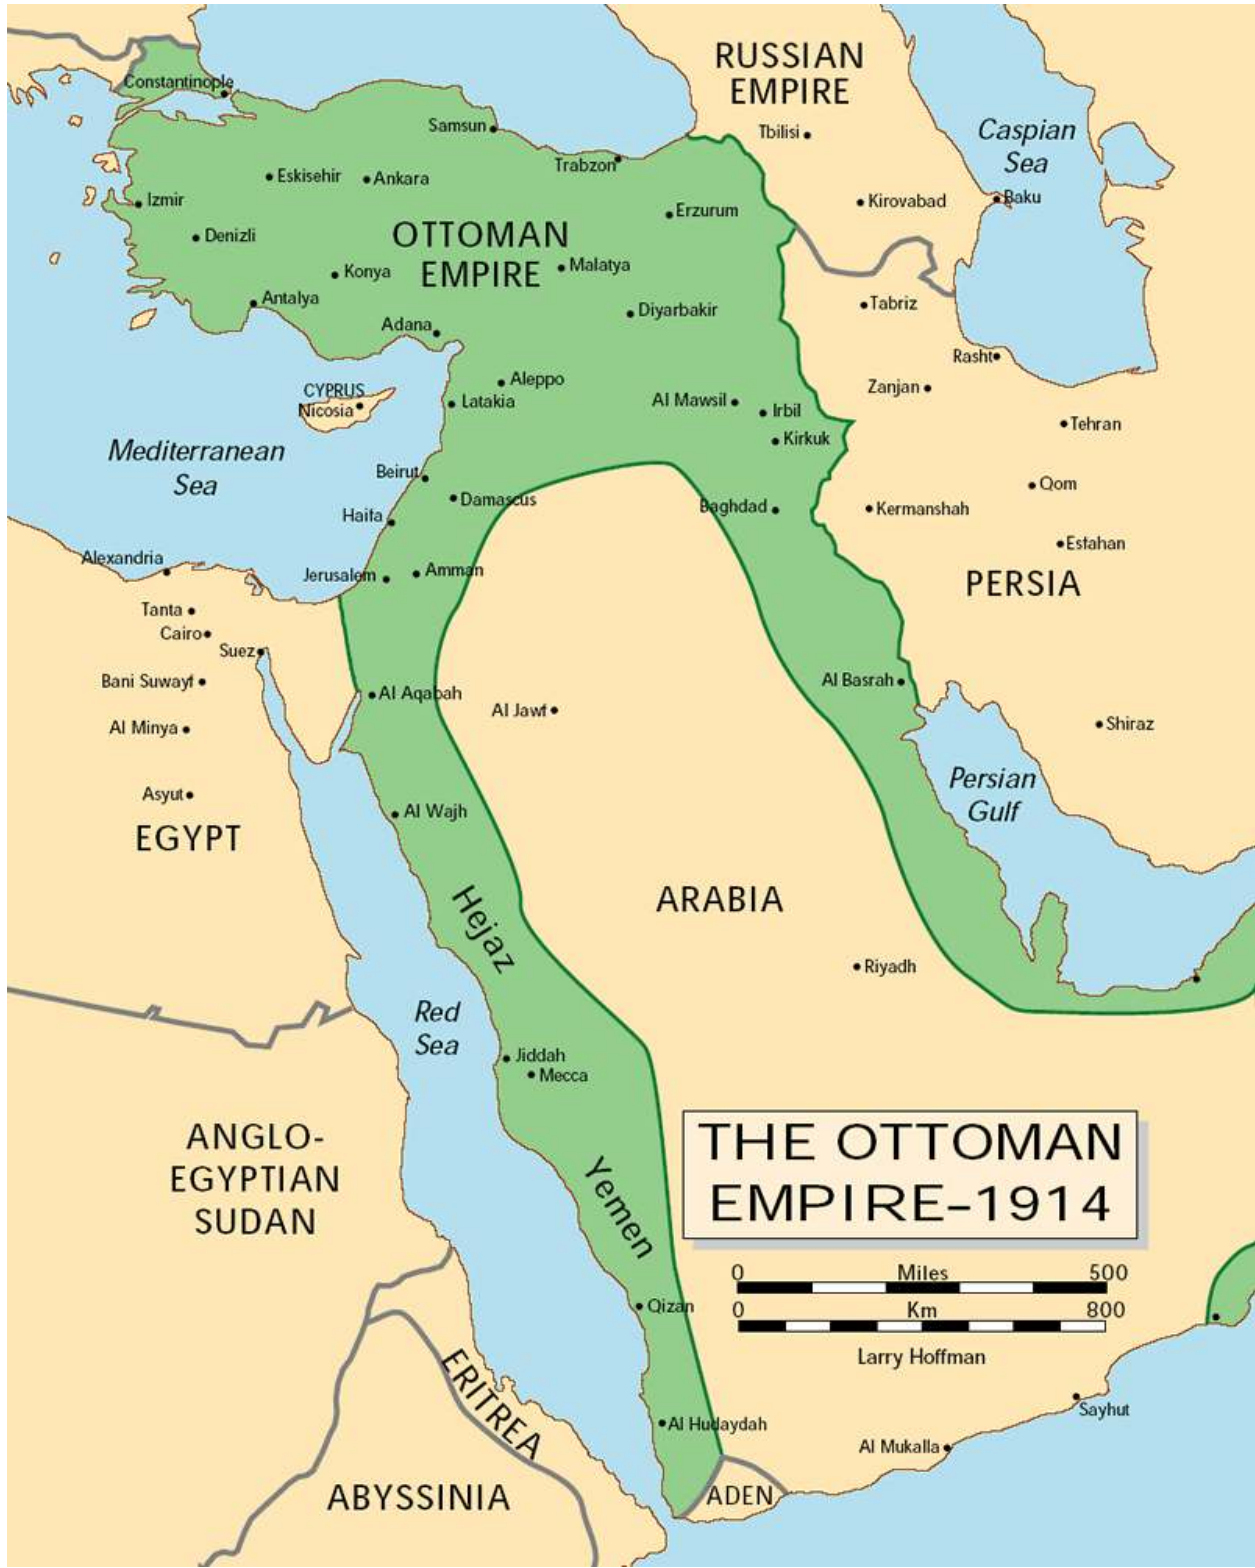 RUSSIAN
EMPIRE
Constantinople
Samsun
Tbilisi
Caspian
Sea
Trabzon
Eskisehir
Ankara
Izmir
Kirovabad
Baku
Erzurum
Denizli
OTTOMAN
EMPIRE
Malatya
Konya
Antalya
Diyarbakir
Tabriz
Adana
Rasht
Aleppo
Zanjan
CYPRUS
Nicosia
Latakia
Al Mawsil
Irbil
Kirkuk
Tehran
Mediterranean
Sea
Beirut
Damascus
Qom
Baghdad
Kermanshah
Haifa
Esfahan
Alexandria
Jerusalem
Amman
PERSIA
Tanta
Cairo
Suez
Bani Suwayf
Al Aqabah
Al Basrah
Al Jawf
Al Minya
Shiraz
Asyut
Al Wajh
Persian
Gulf
EGYPT
Hejaz
ARABIA
Riyadh
Red
Sea
Jiddah
Mecca
ANGLO-
EGYPTIAN
SUDAN
THE OTTOMAN
EMPIRE–1914
Yemen
0 Miles 500
0 Km 800
Qizan
Larry Hoffman
ERITREA
Sayhut
Al Hudaydah
Al Mukalla
ABYSSINIA
ADEN